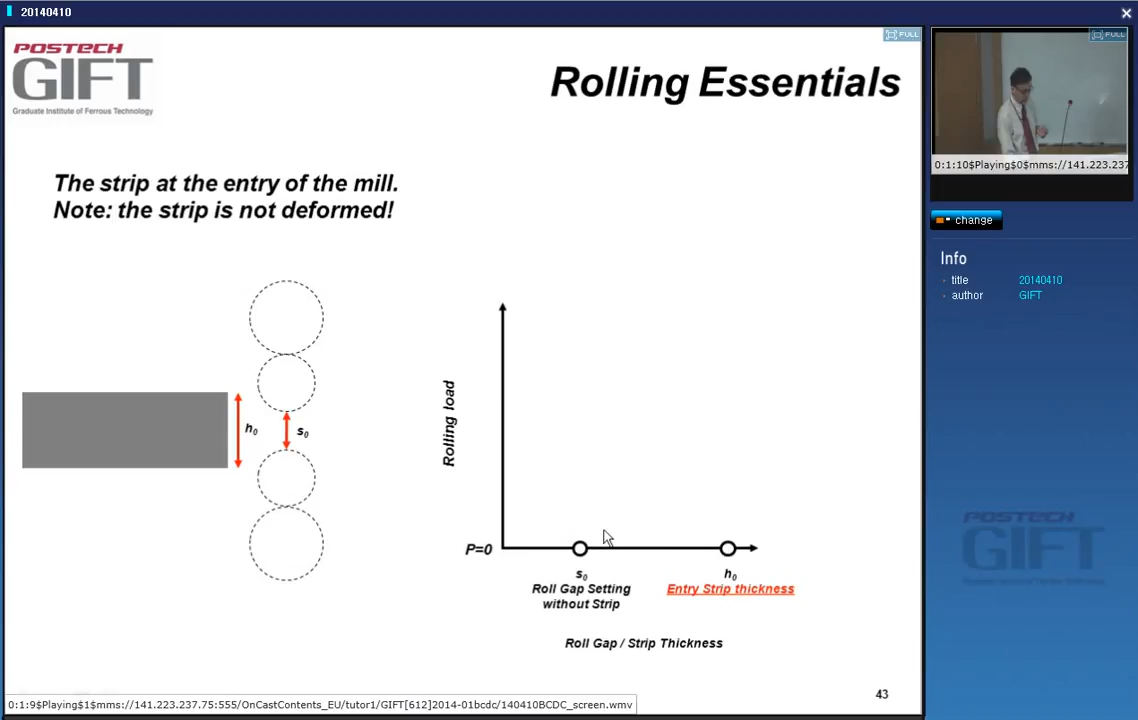 20140410
FULL
POSTECH
GIFT
Graduate Institute of Ferrous Technology
Rolling Essentials
The strip at the entry of the mill.
Note: the strip is not deformed!
h0
s0
Rolling load
P=0
s0
Roll Gap Setting
without Strip
h0
Entry Strip thickness
Roll Gap / Strip Thickness
43
0:1:9$Playing$1$mms://141.223.237.75:555/OnCastContents_EU/tutor1/GIFT[612]2014-01bcdc/140410BCDC_screen.wmv
FULL
0:1:10$Playing$0$mms://141.223.237
change
Info
title 20140410
author GIFT
POSTECH
GIFT